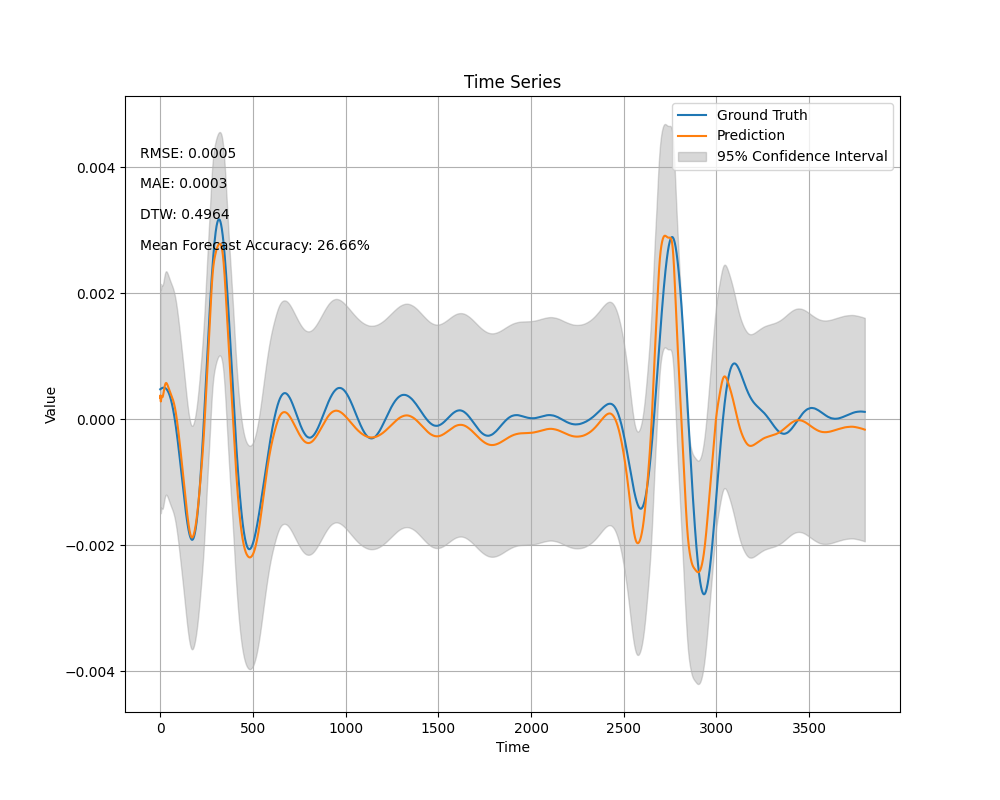 Time Series
Ground Truth
Prediction
95% Confidence Interval
RMSE: 0.0005
MAE: 0.0003
DTW: 0.4964
Mean Forecast Accuracy: 26.66%
0.004
0.002
0.000
−0.002
−0.004
Value
0 500 1000 1500 2000 2500 3000 3500
Time